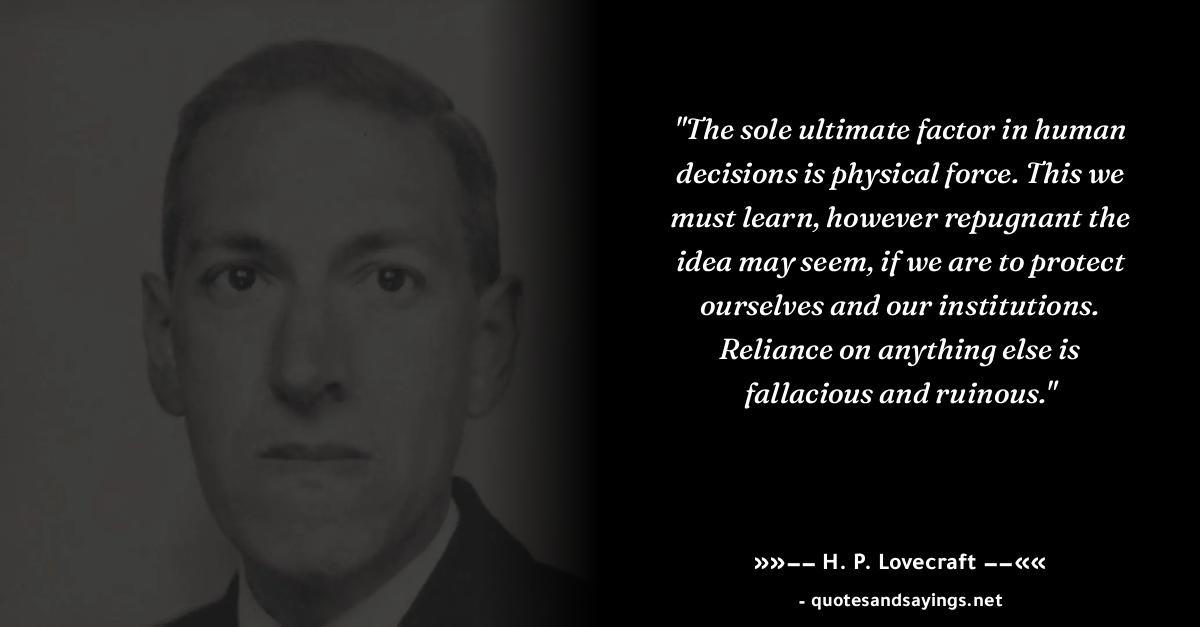 "The sole ultimate factor in human
decisions is physical force. This we
must learn, however repugnant the
idea may seem, if we are to protect
ourselves and our institutions.
Reliance on anything else is
fallacious and ruinous."
»»–– H. P. Lovecraft ––««
- quotesandsayings.net